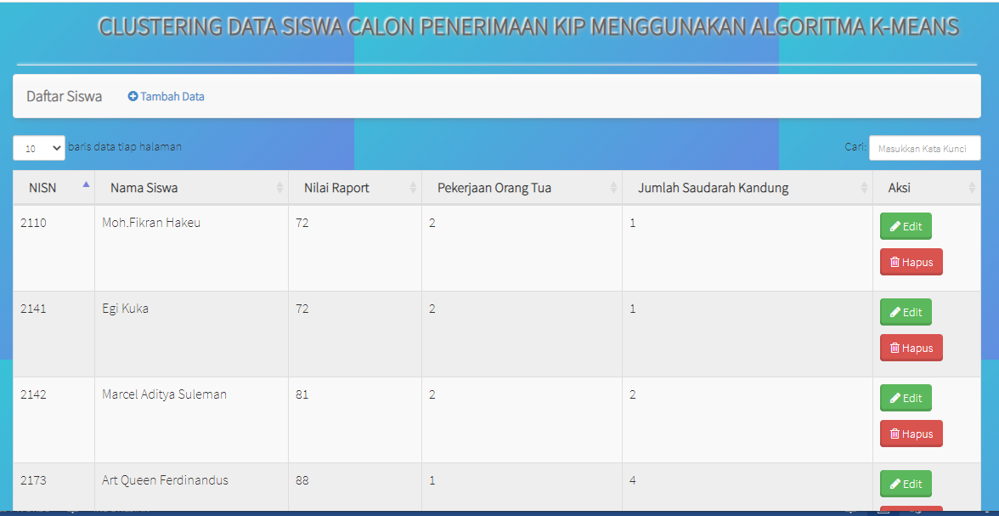 CLUSTERING DATA SISWA CALON PENERIMAAN KIP MENGGUNAKAN ALGORITMA K-MEANS
Daftar Siswa Tambah Data
10 baris data tiap halaman Cari: Masukkan Kata Kunci
NISN Nama Siswa Nilai Raport Pekerjaan Orang Tua Jumlah Saudarah Kandung Aksi
2110 Moh.Fikran Hakeu 72 2 1 Edit
Hapus
2141 Egi Kuka 72 2 1 Edit
Hapus
2142 Marcel Aditya Suleman 81 2 2 Edit
Hapus
2173 Art Queen Ferdinandus 88 1 4 Edit